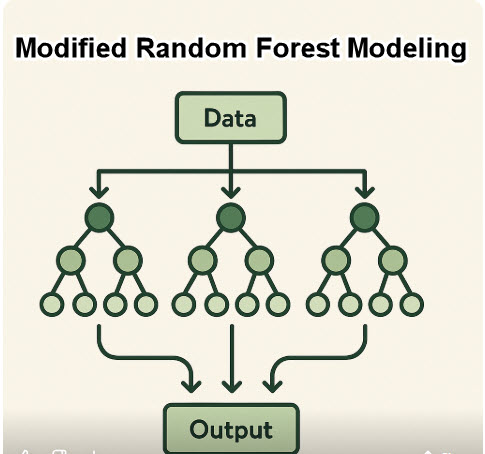 Modified Random Forest Modeling
Data
Output